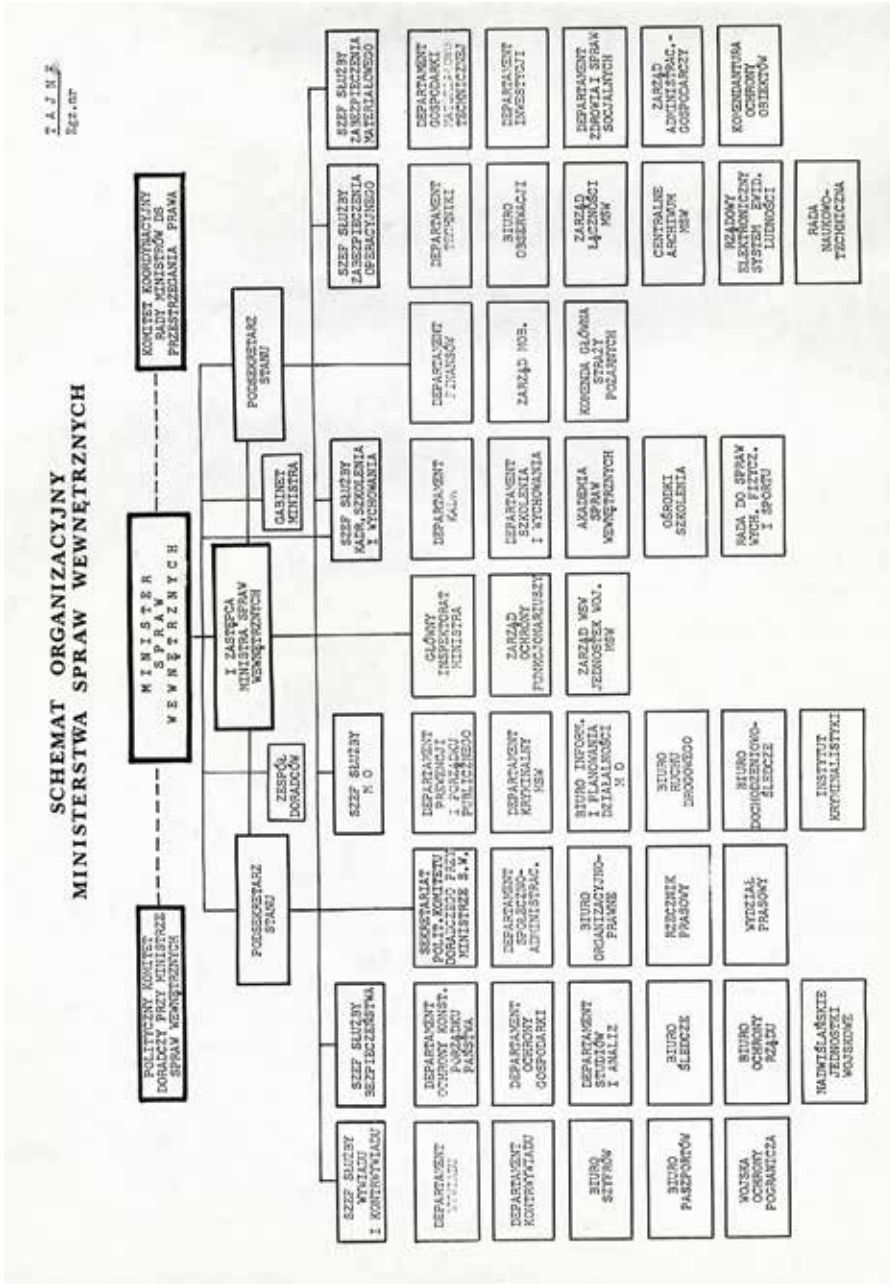 TAJNE
Egz.nr
SCHEMAT ORGANIZACYJNY
MINISTERSTWA SPRAW WEWNĘTRZNYCH
POLITYCZNY KOMITET
DORADCZY PRZY MINISTRZE
SPRAW WEWNĘTRZNYCH
MINISTER
SPRAW
WEWNĘTRZNYCH
KOMITET KOORDYNACYJNY
RADY MINISTRÓW DS
PRZESTRZEGANIA PRAWA
PODSEKRETARZ
STANU
ZESPÓŁ
DORADCÓW
I ZASTĘPCA
MINISTRA SPRAW
WEWNĘTRZNYCH
GABINET
MINISTRA
PODSEKRETARZ
STANU
SZEF SŁUŻBY
WYWIADU
I KONTRWYWIADU
DEPARTAMENT
WYWIADU
DEPARTAMENT
KONTRWYWIADU
BIURO
SZYFRÓW
BIURO
PASZPORTÓW
WOJSKA
OCHRONY
POGRANICZA
SZEF SŁUŻBY
BEZPIECZEŃSTWA
DEPARTAMENT
OCHRONY KONST.
PORZĄDKU
PAŃSTWA
DEPARTAMENT
OCHRONY
GOSPODARKI
DEPARTAMENT
STUDIÓW
I ANALIZ
BIURO
ŚLEDCZE
BIURO
OCHRONY
RZĄDU
NADWIŚLAŃSKIE
JEDNOSTKI
WOJSKOWE
SEKRETARIAT
POLIT.KOMITETU
DORADCZEGO PRZY
MINISTRZE S.W.
DEPARTAMENT
SPOŁECZNO-
ADMINISTRAC.
BIURO
ORGANIZACYJNO-
PRAWNE
RZECZNIK
PRASOWY
WYDZIAŁ
PRASOWY
SZEF SŁUŻBY
M O
DEPARTAMENT
PREWENCJI
I PORZĄDKU
PUBLICZNEGO
DEPARTAMENT
KRYMINALNY
MSW
BIURO INFORM.
I PLANOWANIA
DZIAŁALNOŚCI
M O
BIURO
RUCHU
DROGOWEGO
BIURO
DOCHODZENIOWO-
ŚLEDCZE
INSTYTUT
KRYMINALISTYKI
GŁÓWNY
INSPEKTORAT
MINISTRA
ZARZĄD
OCHRONY
FUNKCJONARIUSZY
ZARZĄD WSW
JEDNOSTEK WOJ.
MSW
SZEF SŁUŻBY
KADR, SZKOLENIA
I WYCHOWANIA
DEPARTAMENT
KADR
DEPARTAMENT
SZKOLENIA
I WYCHOWANIA
AKADEMIA
SPRAW
WEWNĘTRZNYCH
OŚRODKI
SZKOLENIA
RADA DO SPRAW
WYCH. FIZYCZ.
I SPORTU
DEPARTAMENT
FINANSÓW
ZARZĄD MOB.
KOMENDA GŁÓWNA
STRAŻY
POŻARNYCH
SZEF SŁUŻBY
ZABEZPIECZENIA
OPERACYJNEGO
DEPARTAMENT
TECHNIKI
BIURO
OBSERWACJI
ZARZĄD
ŁĄCZNOŚCI
MSW
CENTRALNE
ARCHIWUM
MSW
RZĄDOWY
ELEKTRONICZNY
SYSTEM EWID.
LUDNOŚCI
RADA
NAUKOWO-
TECHNICZNA
SZEF SŁUŻBY
ZABEZPIECZENIA
MATERIAŁOWEGO
DEPARTAMENT
GOSPODARKI
TECHNICZNEJ
DEPARTAMENT
INWESTYCJI
DEPARTAMENT
ZDROWIA I SPRAW
SOCJALNYCH
ZARZĄD
ADMINISTRAC.-
GOSPODARCZY
KOMENDANTURA
OCHRONY
OBIEKTÓW